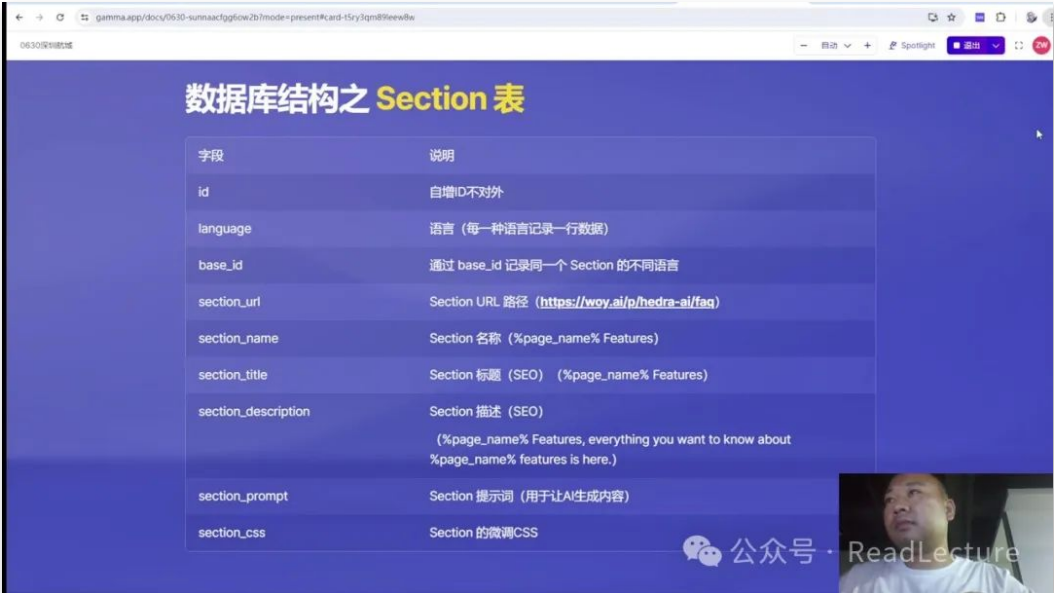 gamma.app/docs/0630-sunnaacfgg6ow2b?mode=present#card-t5ry3qm89leew8w
0630深圳航城
自动
Spotlight
退出
ZW
数据库结构之 Section 表
字段 说明
id 自增ID不对外
language 语言（每一种语言记录一行数据）
base_id 通过 base_id 记录同一个 Section 的不同语言
section_url Section URL 路径（https://woy.ai/p/hedra-ai/faq）
section_name Section 名称（%page_name% Features）
section_title Section 标题（SEO）（%page_name% Features）
section_description Section 描述（SEO）
（%page_name% Features, everything you want to know about
%page_name% features is here.）
section_prompt Section 提示词（用于让AI生成内容）
section_css Section 的微调CSS
公众号 · ReadLecture